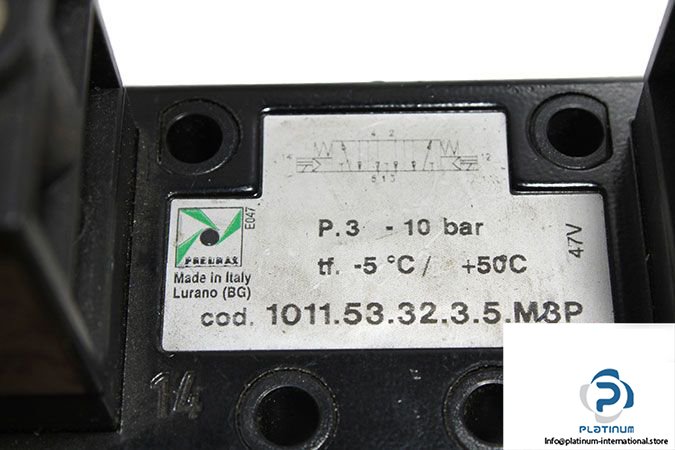 4 2
14 12
5 1 3
PNEUMAX
E047
Made in Italy
Lurano (BG)
P.3 - 10 bar
tf. -5°C/ +50°C
47V
cod. 1011.53.32.3.5.M8P
14
PLATINUM
Info@platinum-international.store